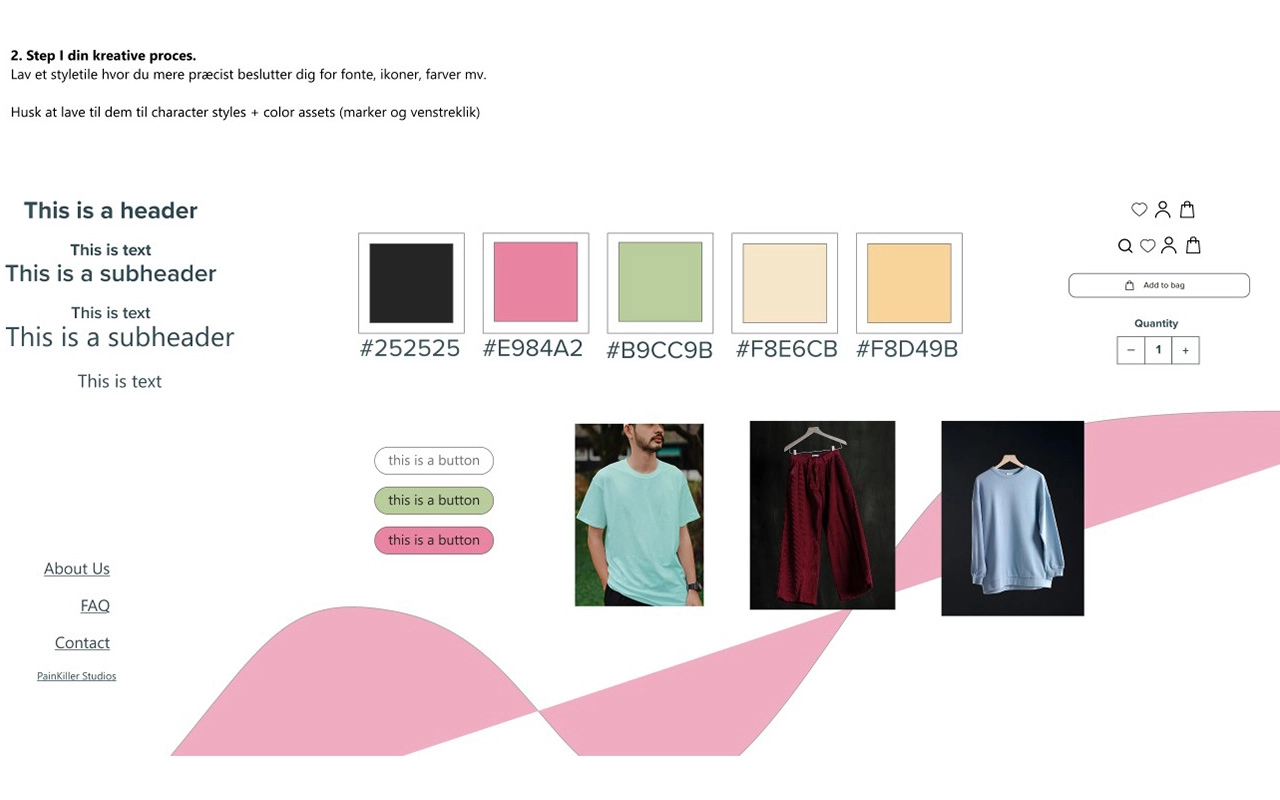 2. Step I din kreative proces.
Lav et styletile hvor du mere præcist beslutter dig for fonte, ikoner, farver mv.
Husk at lave til dem til character styles + color assets (marker og venstreklik)
This is a header
This is text
This is a subheader
This is text
This is a subheader
This is text
#252525
#E984A2
#B9CC9B
#F8E6CB
#F8D49B
Add to bag
Quantity
− 1 +
this is a button
this is a button
this is a button
About Us
FAQ
Contact
PainKiller Studios